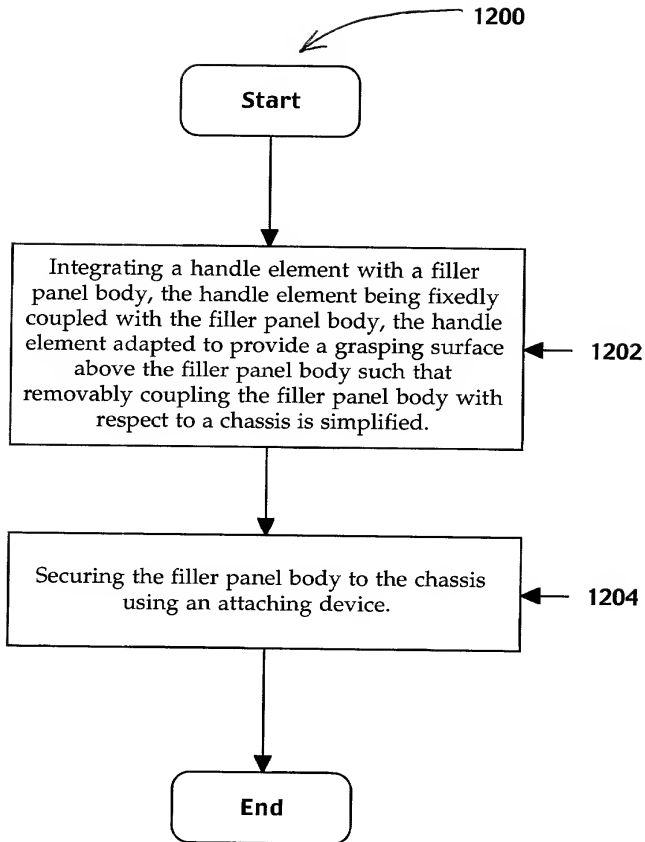 1200
Start
Integrating a handle element with a filler
panel body, the handle element being fixedly
coupled with the filler panel body, the handle
element adapted to provide a grasping surface
above the filler panel body such that
removably coupling the filler panel body with
respect to a chassis is simplified.
1202
Securing the filler panel body to the chassis
using an attaching device.
1204
End